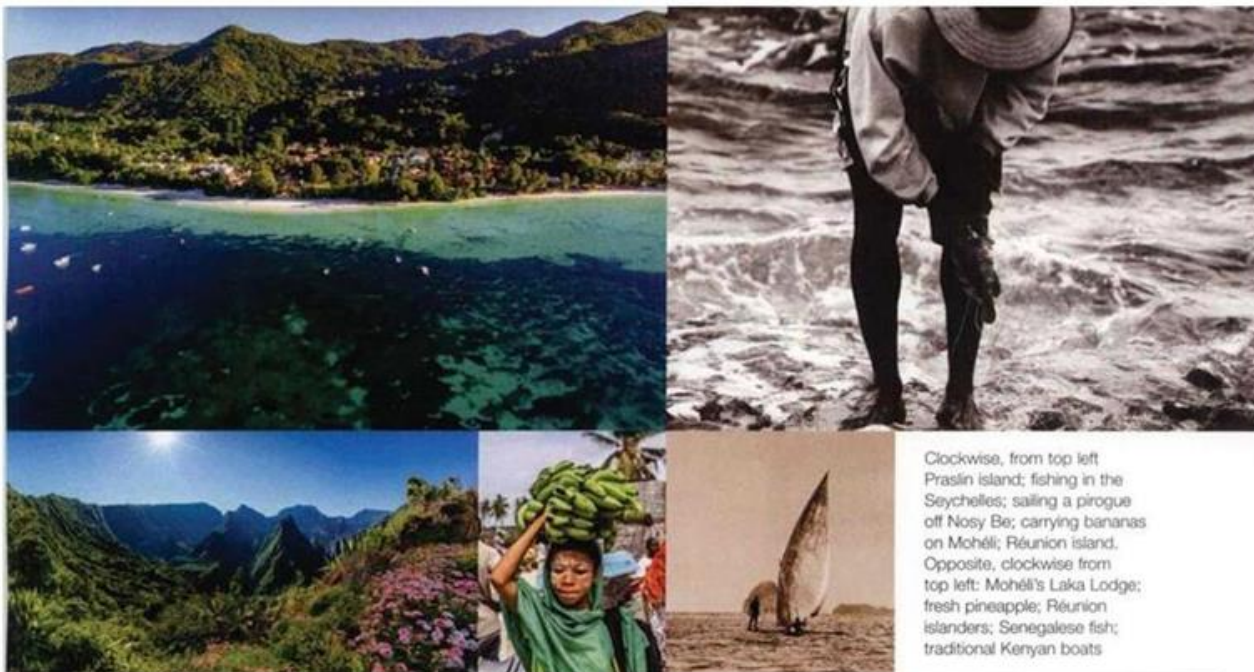 Clockwise, from top left
Praslin island; fishing in the
Seychelles; sailing a pirogue
off Nosy Be; carrying bananas
on Mohéli; Réunion island.
Opposite, clockwise from
top left: Mohéli's Laka Lodge;
fresh pineapple; Réunion
islanders; Senegalese fish;
traditional Kenyan boats